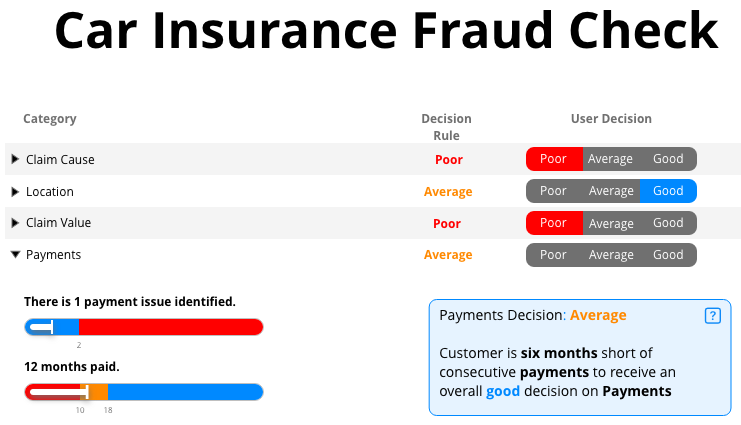 Car Insurance Fraud Check
Category Decision Rule User Decision
Claim Cause Poor Poor Average Good
Location Average Poor Average Good
Claim Value Poor Poor Average Good
Payments Average Poor Average Good
There is 1 payment issue identified.
2
12 months paid.
10 18
Payments Decision: Average ?
Customer is six months short of
consecutive payments to receive an
overall good decision on Payments